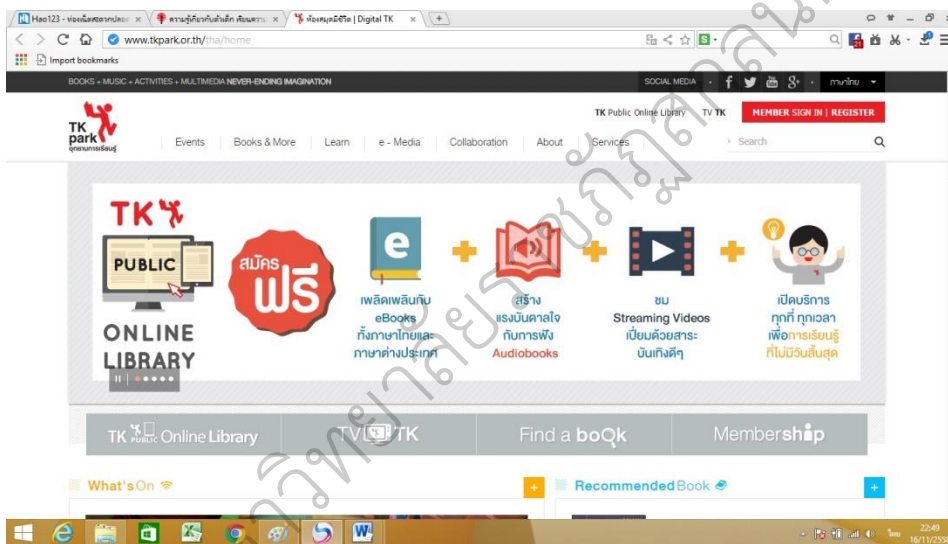 Hao123 - ท่องเน็ตสะดวกปลอด
ความรู้เกี่ยวกับตัวเล็ก
ห้องสมุดมีชีวิต | Digital TK
www.tkpark.or.th/tha/home
Import bookmarks
BOOKS + MUSIC + ACTIVITIES + MULTIMEDIA NEVER-ENDING IMAGINATION
SOCIAL MEDIA
ภาษาไทย
TK Public Online Library
TV TK
MEMBER SIGN IN | REGISTER
TK
park
อุทยานการเรียนรู้
Events
Books & More
Learn
e - Media
Collaboration
About
Services
Search
TK
PUBLIC
ONLINE
LIBRARY
สมัคร
ฟรี
e
เพลิดเพลินกับ
eBooks
ทั้งภาษาไทยและ
ภาษาต่างประเทศ
สร้าง
แรงบันดาลใจ
กับการฟัง
Audiobooks
ชม
Streaming Videos
เปี่ยมด้วยสาระ
บันเทิงดีๆ
เปิดบริการ
ทุกที่ ทุกเวลา
เพื่อการเรียนรู้
ที่ไม่มีวันสิ้นสุด
TK PUBLIC Online Library
TV TK
Find a book
Membership
What's On
Recommended Book
ไทย
22:49